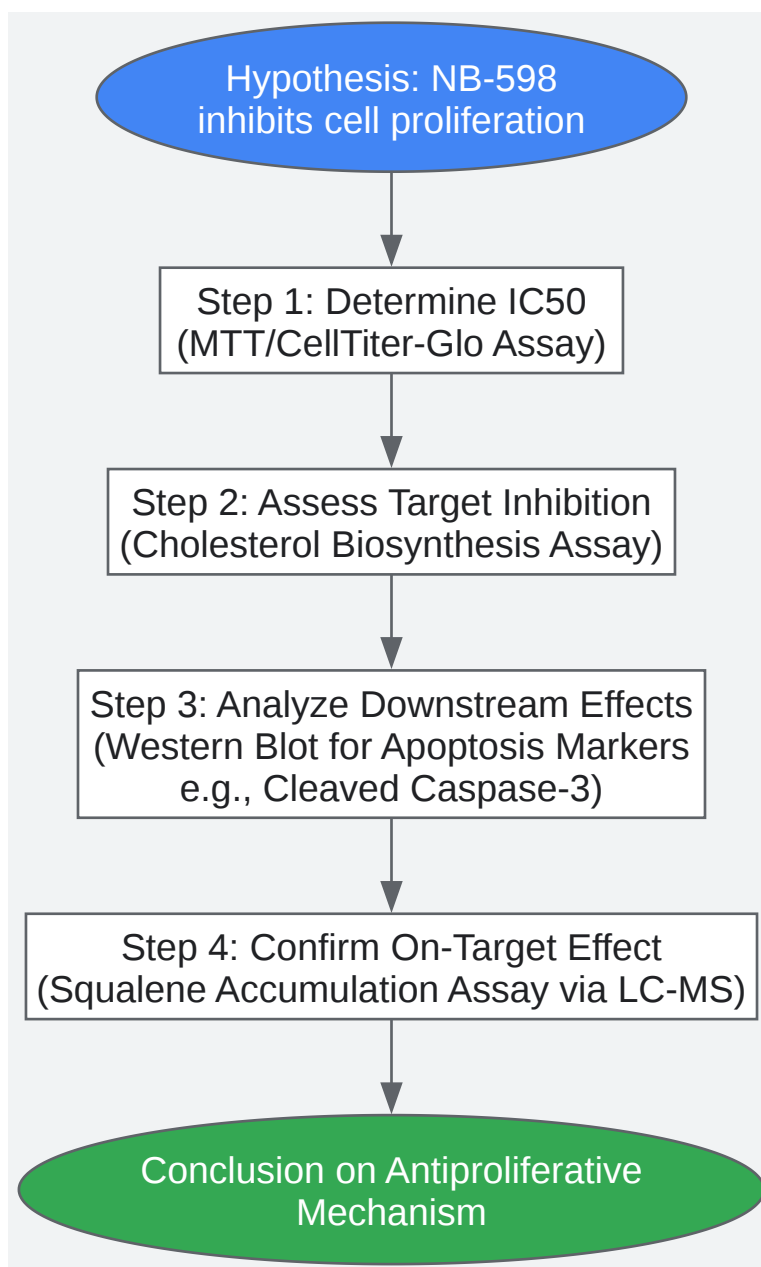 Hypothesis: NB-598
inhibits cell proliferation
Step 1: Determine IC50
(MTT/CellTiter-Glo Assay)
Step 2: Assess Target Inhibition
(Cholesterol Biosynthesis Assay)
Step 3: Analyze Downstream Effects
(Western Blot for Apoptosis Markers
e.g., Cleaved Caspase-3)
Step 4: Confirm On-Target Effect
(Squalene Accumulation Assay via LC-MS)
Conclusion on Antiproliferative
Mechanism